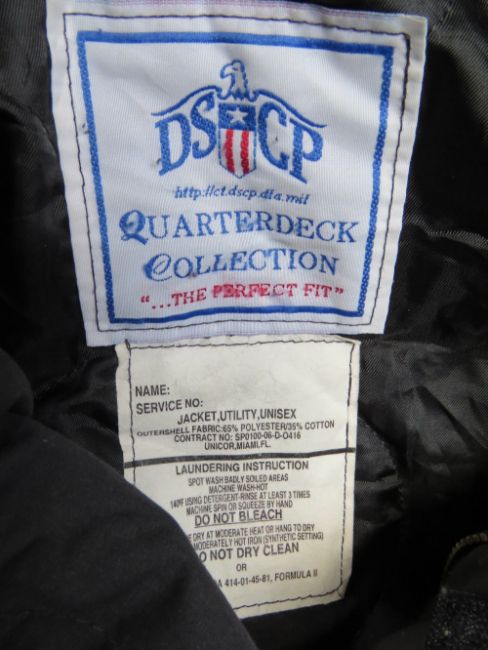 DSCP
http://ct.dscp.dla.mil
QUARTERDECK
COLLECTION
"...THE PERFECT FIT"
NAME:
SERVICE NO:
JACKET,UTILITY,UNISEX
OUTERSHELL FABRIC:65% POLYESTER/35% COTTON
CONTRACT NO: SP0100-06-D-O416
UNICOR,MIAMI,FL.
LAUNDERING INSTRUCTION
SPOT WASH BADLY SOILED AREAS
MACHINE WASH-HOT
140ºF USING DETERGENT-RINSE AT LEAST 3 TIMES
MACHINE SPIN OR SQUEEZE BY HAND
DO NOT BLEACH
DRY AT MODERATE HEAT OR HANG TO DRY
MODERATELY HOT IRON (SYNTHETIC SETTING)
DO NOT DRY CLEAN
OR
414-01-45-81, FORMULA II